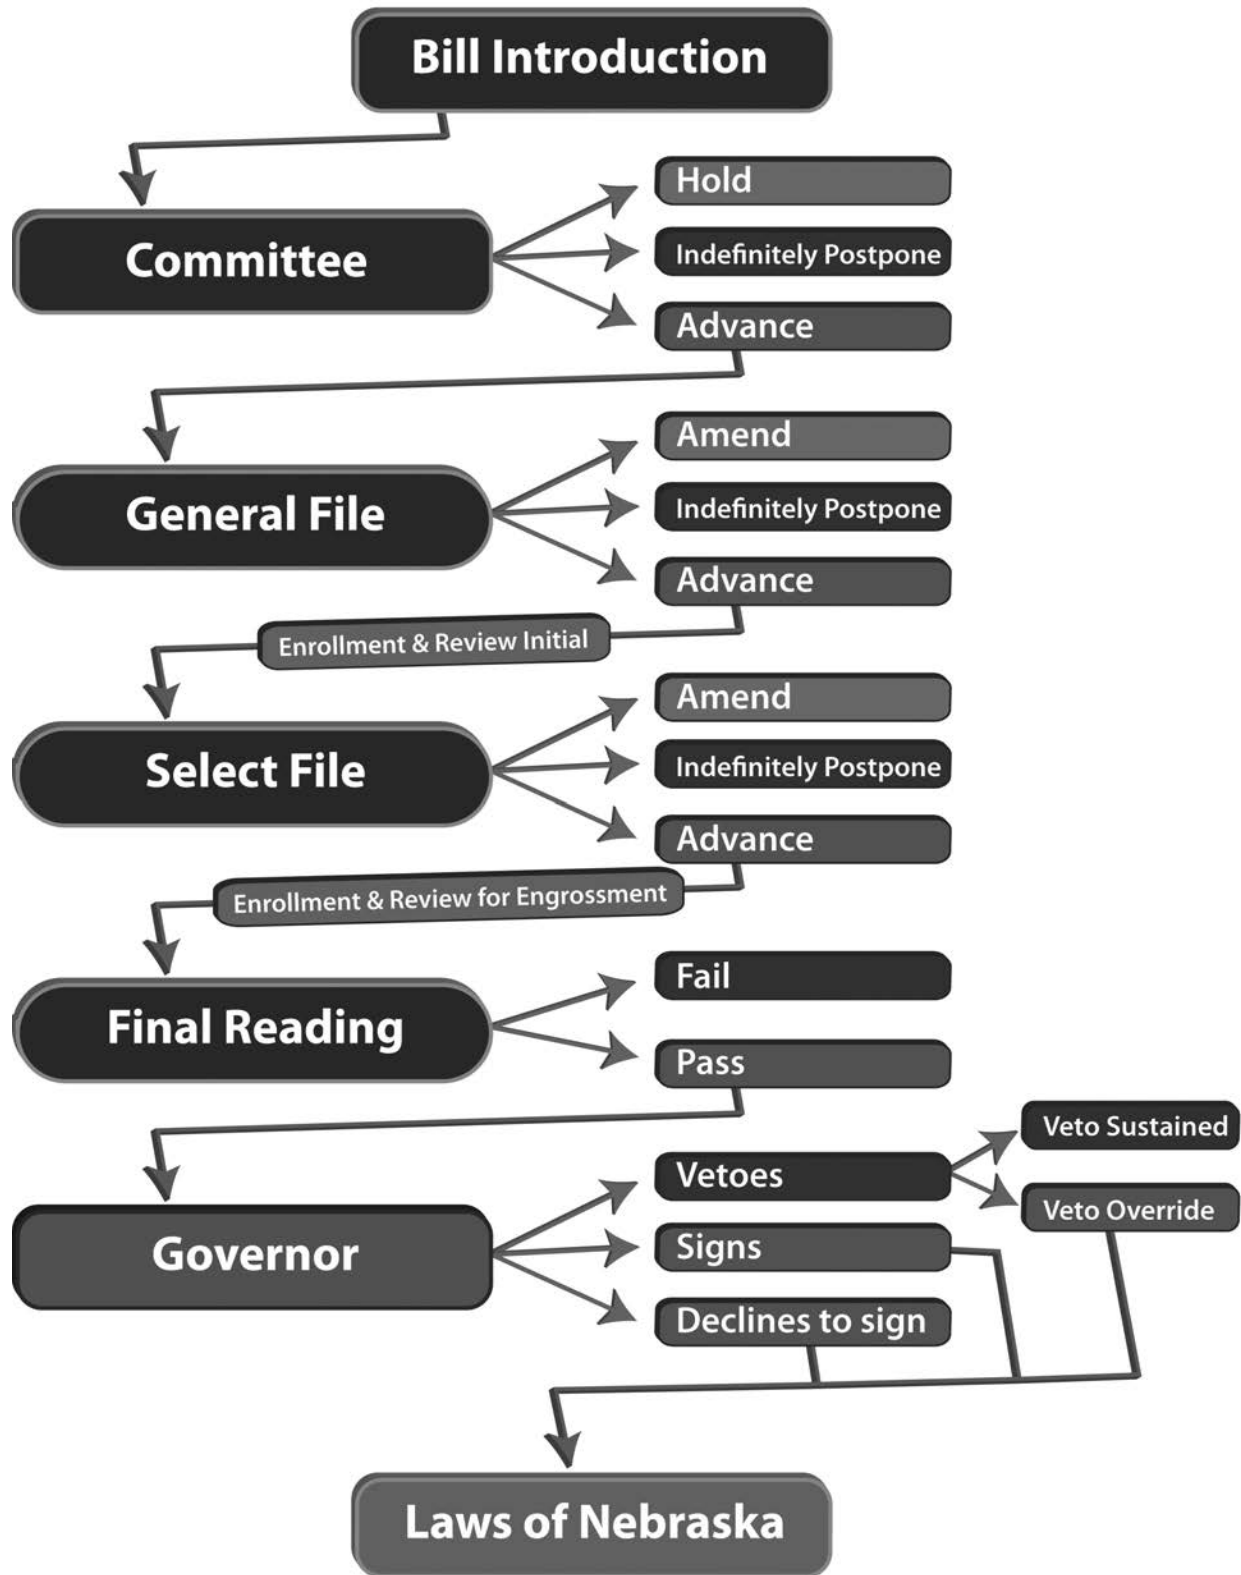 Bill Introduction
Committee
Hold
Indefinitely Postpone
Advance
General File
Amend
Indefinitely Postpone
Advance
Enrollment & Review Initial
Select File
Amend
Indefinitely Postpone
Advance
Enrollment & Review for Engrossment
Final Reading
Fail
Pass
Governor
Vetoes
Veto Sustained
Veto Override
Signs
Declines to sign
Laws of Nebraska